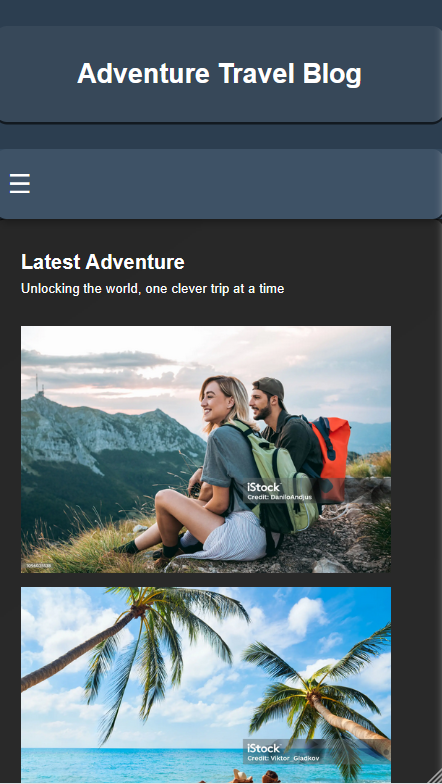 Adventure Travel Blog
Latest Adventure
Unlocking the world, one clever trip at a time
iStock
Credit: DaniloAndjus
iStock
Credit: Viktor_Gladkov